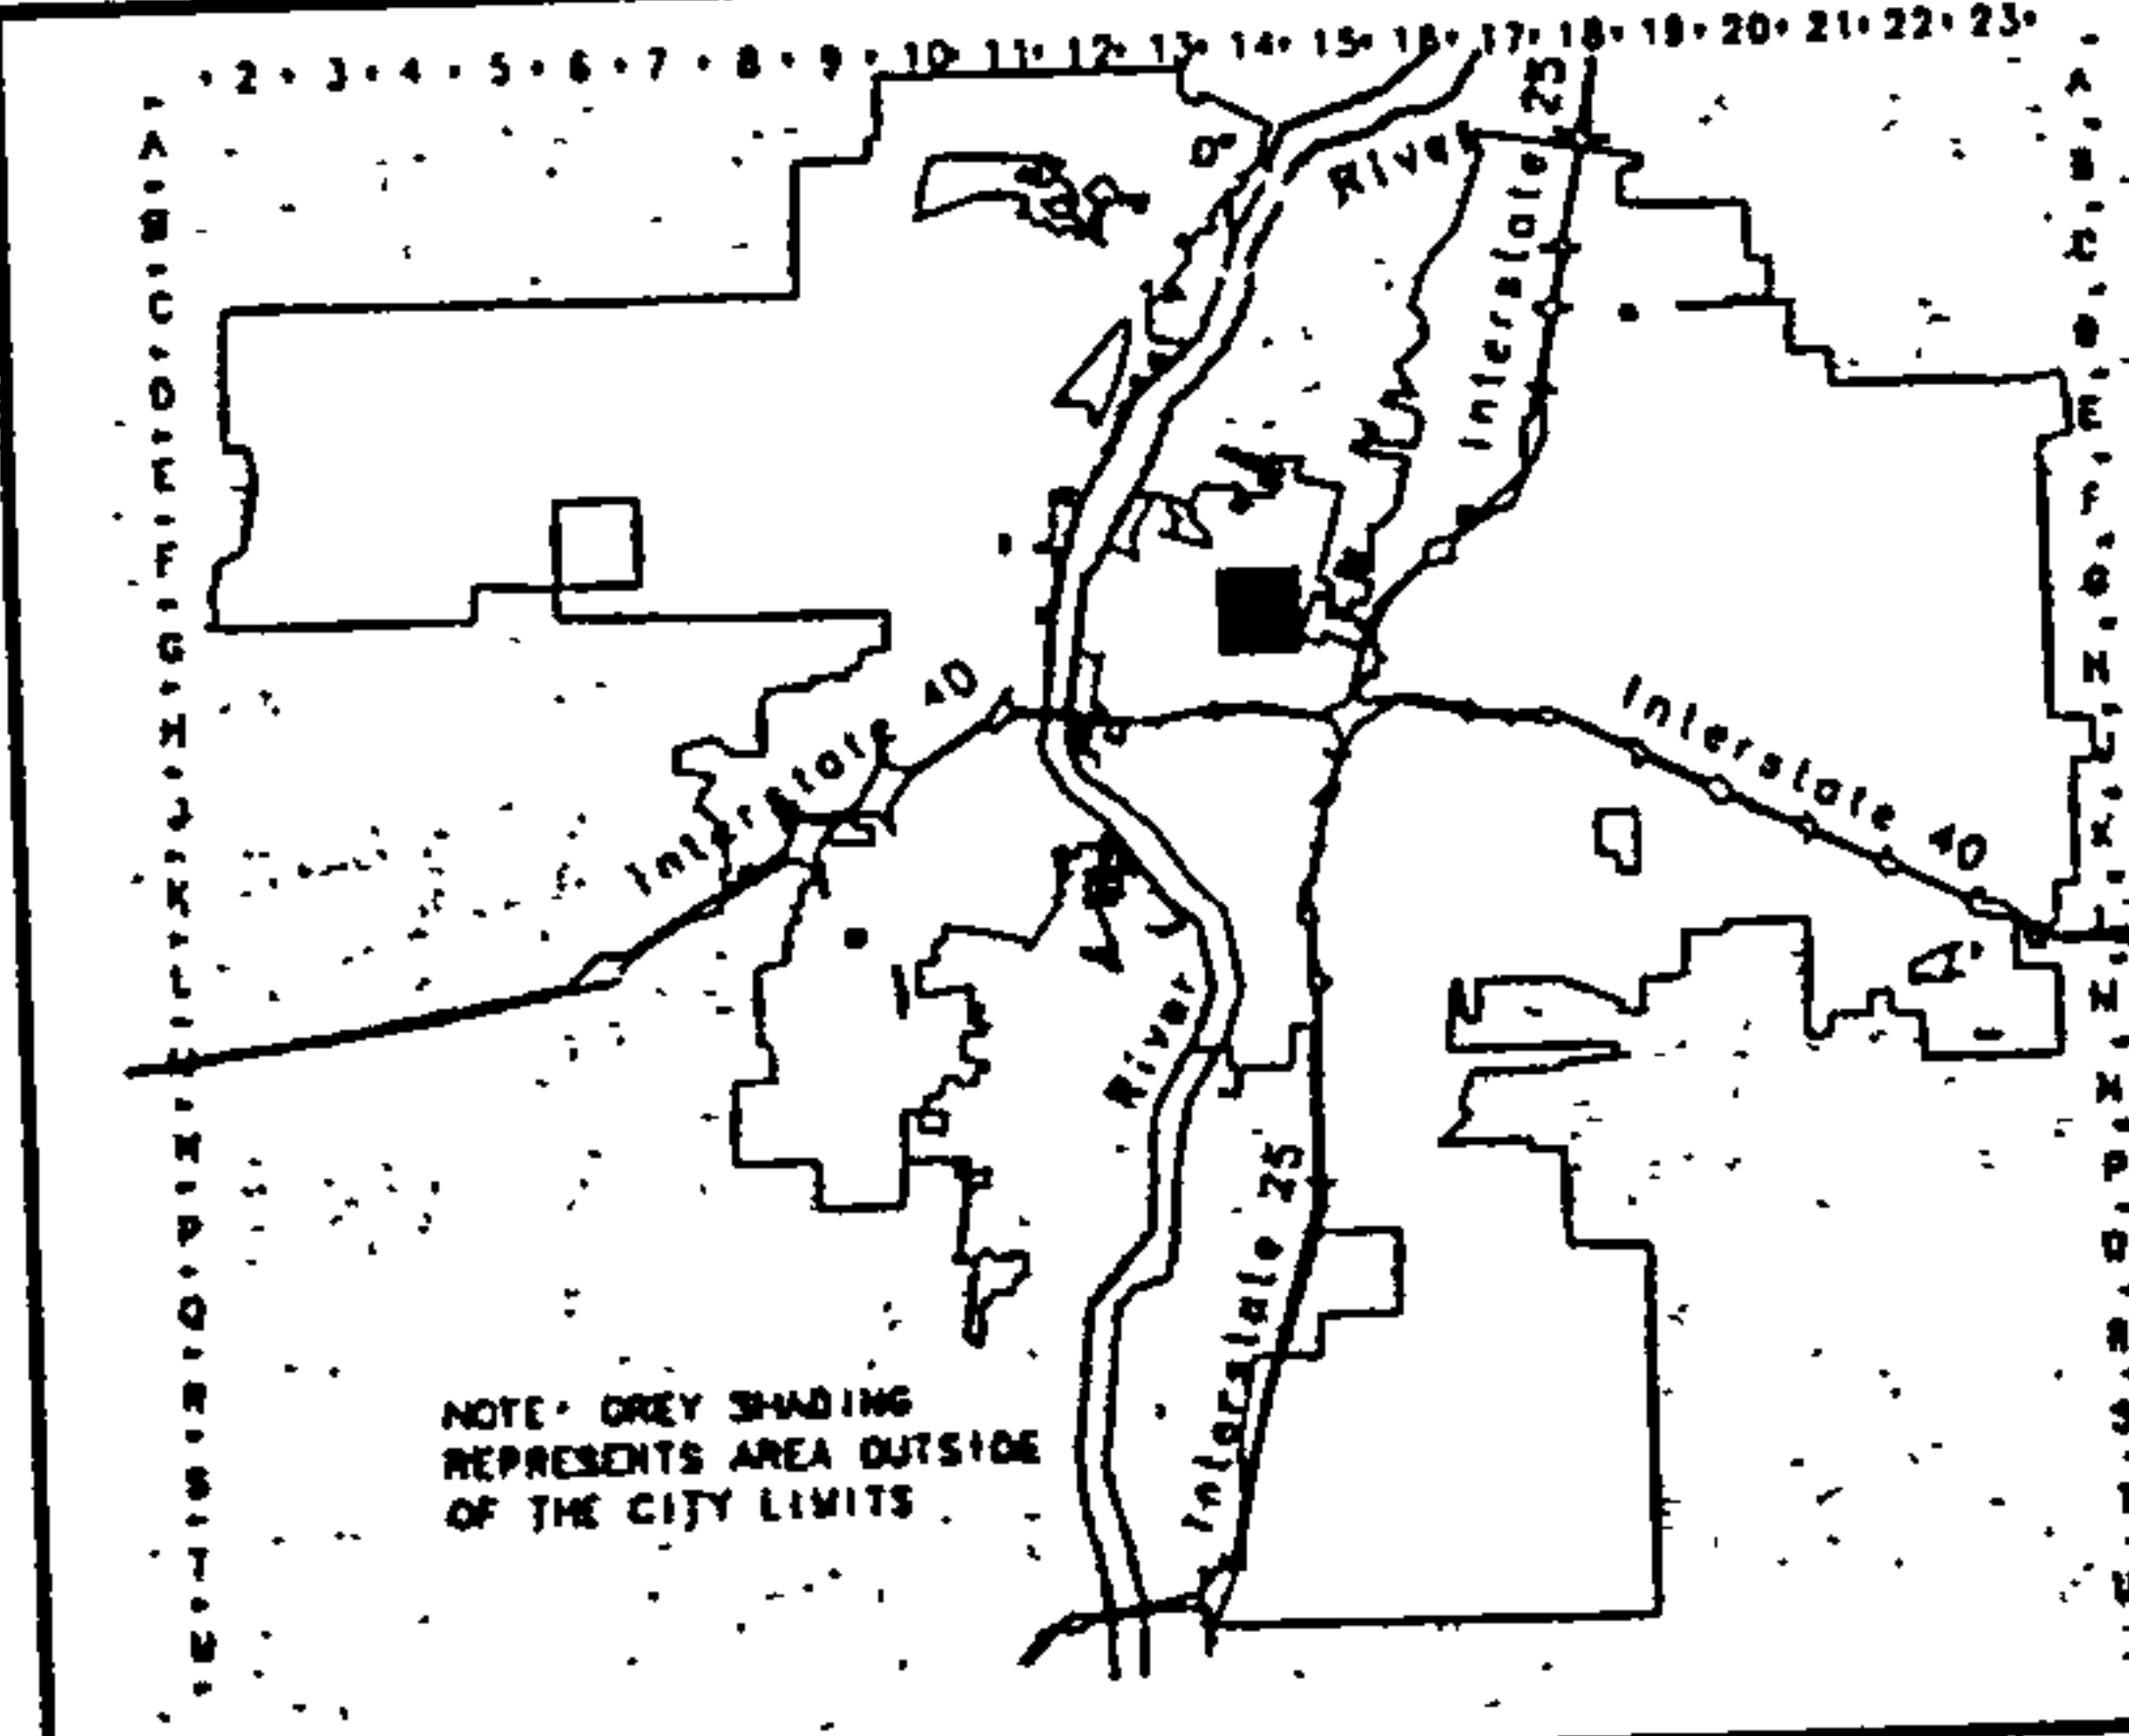 2 3 4 5 6 7 8 9 10 11 12 13 14 15 16 17 18 19 20 21 22 23
River
Interstate 25
A
B
C
D
E
F
G
H
J
K
L
M
N
P
Q
R
S
T
U
A
B
C
D
E
F
G
H
J
K
L
M
N
P
Q
R
S
T
U
Interstate 40
Interstate 40
River
Interstate 25
NOTE: GREY SHADING
REPRESENTS AREA OUTSIDE
OF THE CITY LIMITS